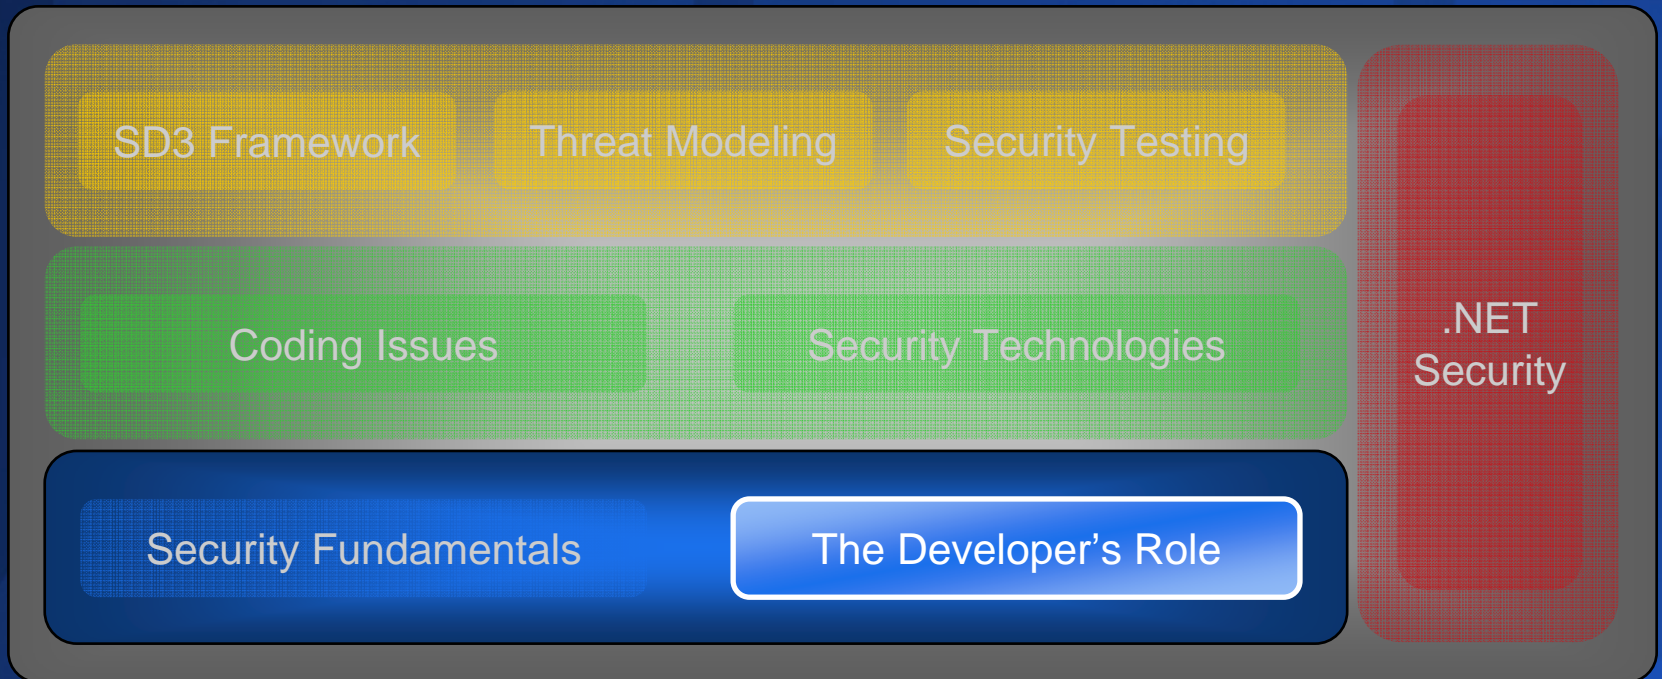 SD3 Framework
Threat Modeling
Security Testing
Coding Issues
Security Technologies
.NET
Security
Security Fundamentals
The Developer’s Role